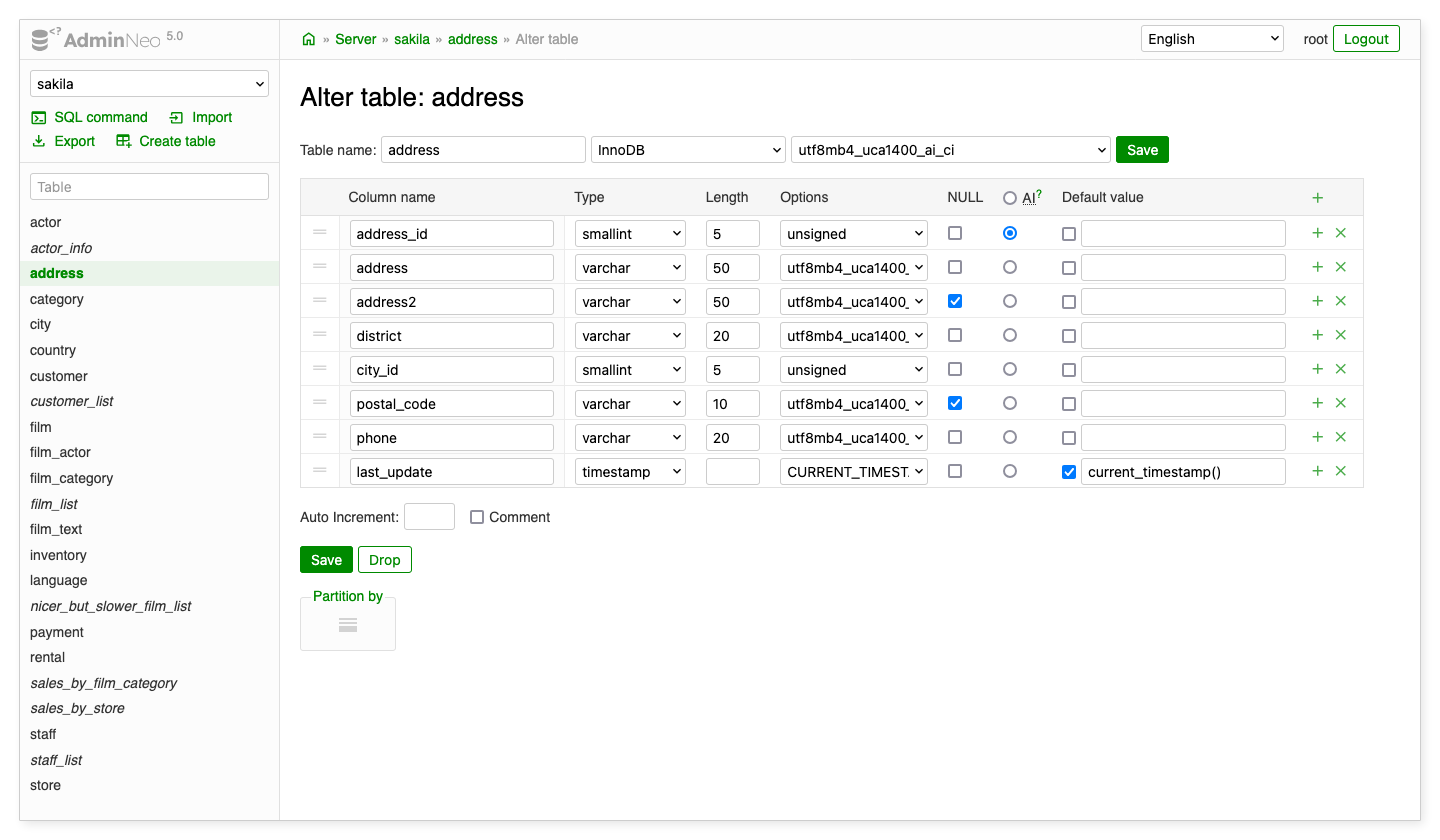 <? AdminNeo 5.0
» Server » sakila » address » Alter table
English
root Logout
sakila
SQL command Import
Export Create table
Table
actor
actor_info
address
category
city
country
customer
customer_list
film
film_actor
film_category
film_list
film_text
inventory
language
nicer_but_slower_film_list
payment
rental
sales_by_film_category
sales_by_store
staff
staff_list
store
Alter table: address
Table name: address InnoDB utf8mb4_uca1400_ai_ci Save
Column name Type Length Options NULL AI? Default value +
address_id smallint 5 unsigned + ×
address varchar 50 utf8mb4_uca1400_ + ×
address2 varchar 50 utf8mb4_uca1400_ + ×
district varchar 20 utf8mb4_uca1400_ + ×
city_id smallint 5 unsigned + ×
postal_code varchar 10 utf8mb4_uca1400_ + ×
phone varchar 20 utf8mb4_uca1400_ + ×
last_update timestamp CURRENT_TIMEST. current_timestamp() + ×
Auto Increment: Comment
Save Drop
Partition by